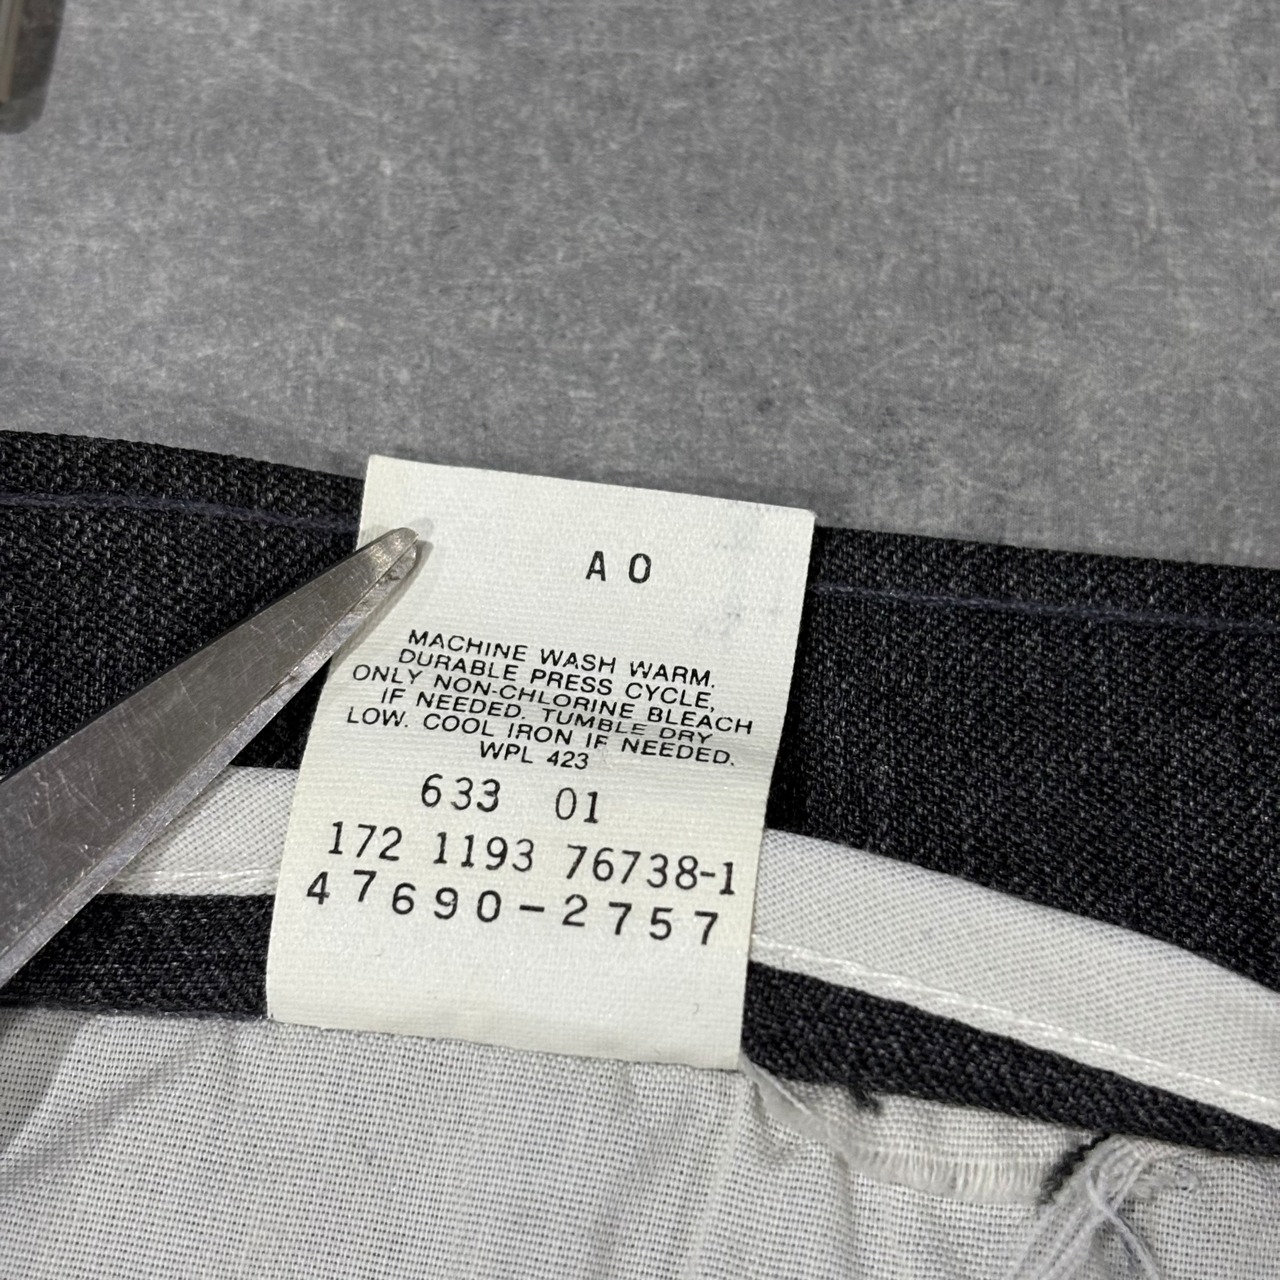 A O
MACHINE WASH WARM.
DURABLE PRESS CYCLE,
ONLY NON-CHLORINE BLEACH
IF NEEDED, TUMBLE DRY
LOW. COOL IRON IF NEEDED.
WPL 423
633 01
172 1193 76738-1
47690-2757